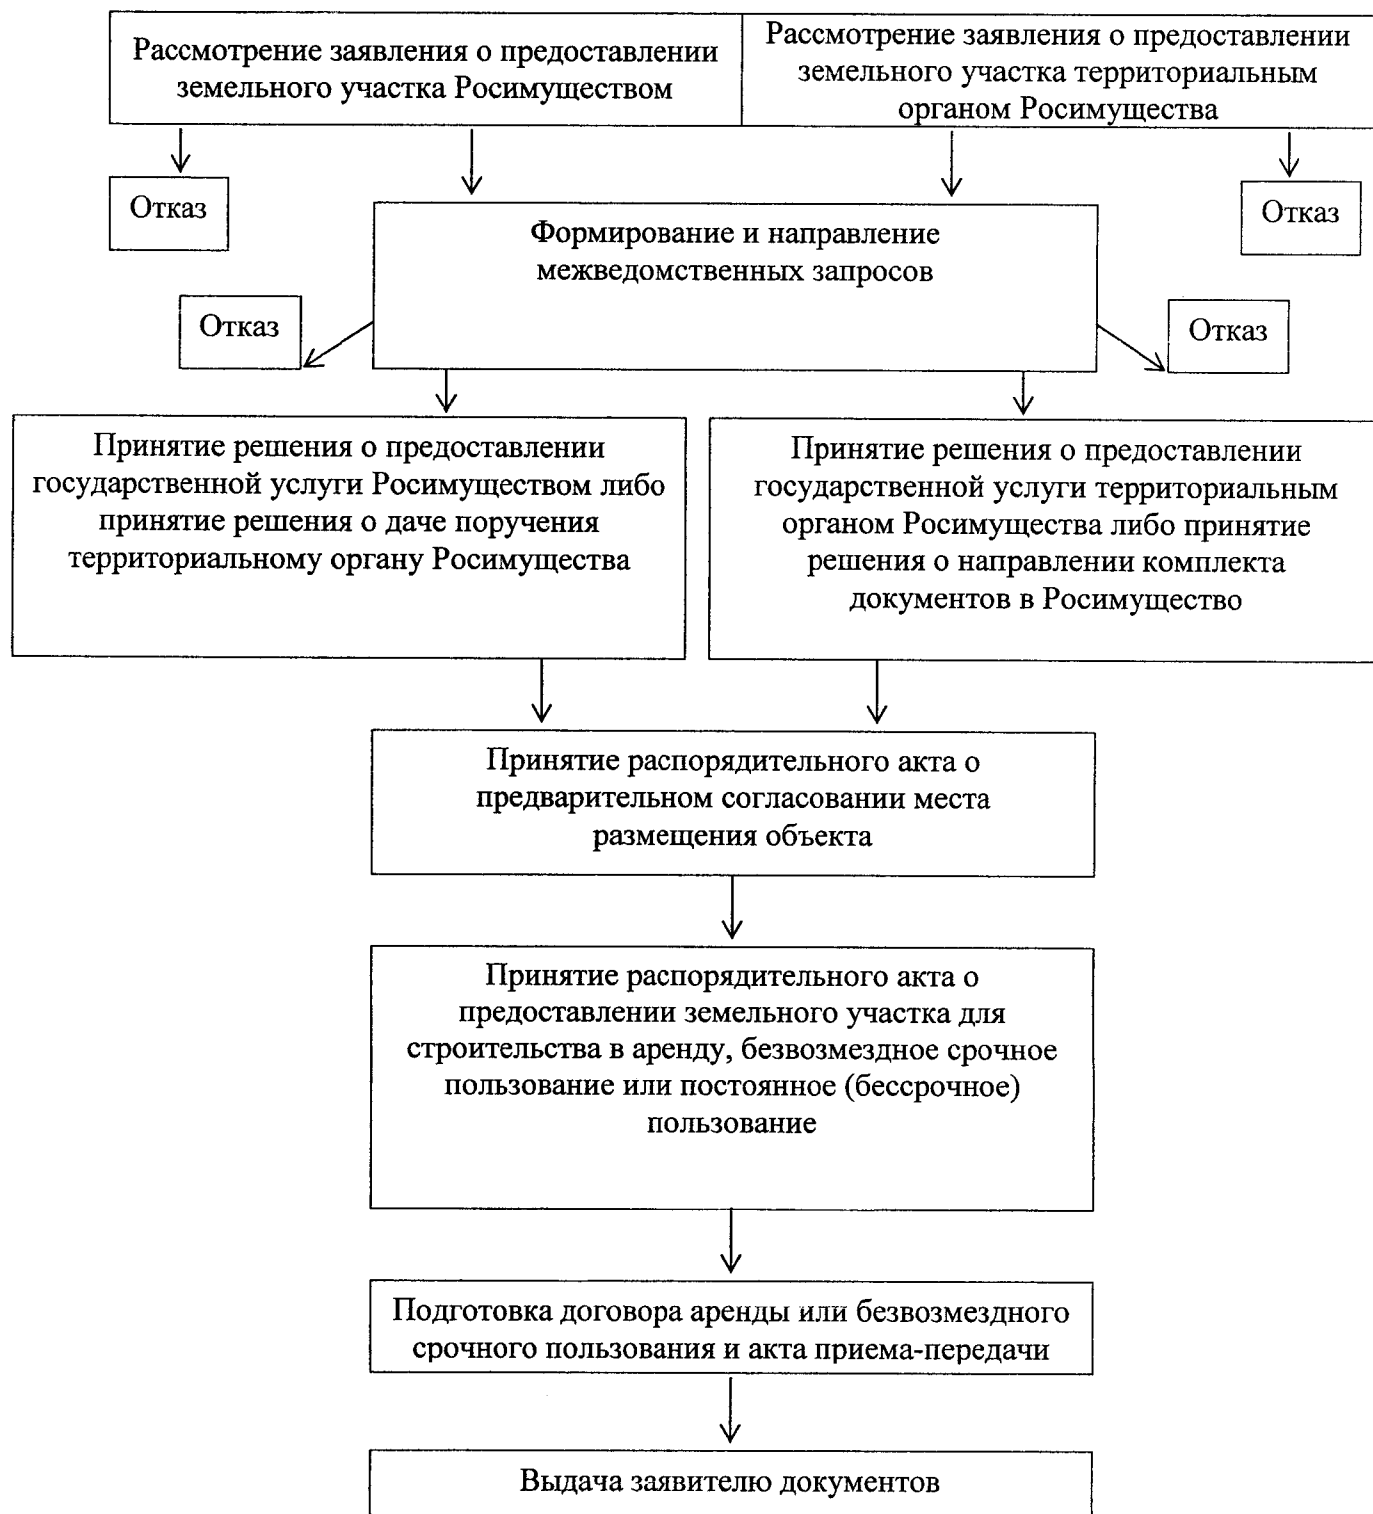 Рассмотрение заявления о предоставлении
земельного участка Росимуществом
Рассмотрение заявления о предоставлении
земельного участка территориальным
органом Росимущества
Отказ
Отказ
Формирование и направление
межведомственных запросов
Отказ
Отказ
Принятие решения о предоставлении
государственной услуги Росимуществом либо
принятие решения о даче поручения
территориальному органу Росимущества
Принятие решения о предоставлении
государственной услуги территориальным
органом Росимущества либо принятие
решения о направлении комплекта
документов в Росимущество
Принятие распорядительного акта о
предварительном согласовании места
размещения объекта
Принятие распорядительного акта о
предоставлении земельного участка для
строительства в аренду, безвозмездное срочное
пользование или постоянное (бессрочное)
пользование
Подготовка договора аренды или безвозмездного
срочного пользования и акта приема-передачи
Выдача заявителю документов